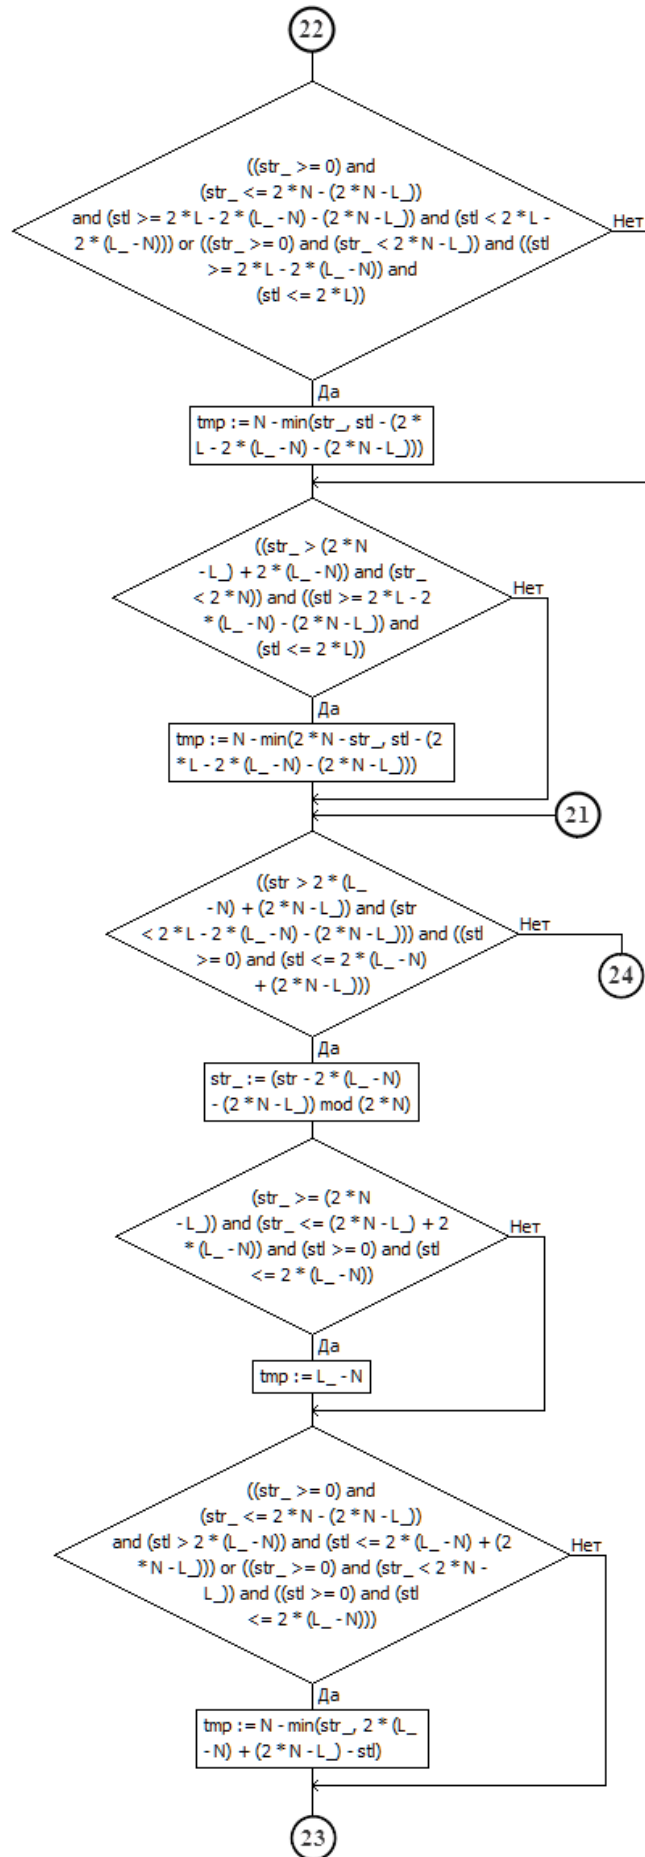 22
((str_ >= 0) and
(str_ <= 2 * N - (2 * N - L_))
and (stl >= 2 * L - 2 * (L_ - N) - (2 * N - L_)) and (stl < 2 * L -
2 * (L_ - N))) or ((str_ >= 0) and (str_ < 2 * N - L_)) and ((stl
>= 2 * L - 2 * (L_ - N)) and
(stl <= 2 * L))
Нет
Да
tmp := N - min(str_, stl - (2 *
L - 2 * (L_ - N) - (2 * N - L_)))
((str_ > (2 * N
- L_) + 2 * (L_ - N)) and (str_
< 2 * N)) and ((stl >= 2 * L - 2
* (L_ - N) - (2 * N - L_)) and
(stl <= 2 * L))
Нет
Да
tmp := N - min(2 * N - str_, stl - (2
* L - 2 * (L_ - N) - (2 * N - L_)))
21
((str > 2 * (L_
- N) + (2 * N - L_)) and (str
< 2 * L - 2 * (L_ - N) - (2 * N - L_))) and ((stl
>= 0) and (stl <= 2 * (L_ - N)
+ (2 * N - L_)))
Нет
24
Да
str_ := (str - 2 * (L_ - N)
- (2 * N - L_)) mod (2 * N)
(str_ >= (2 * N
- L_)) and (str_ <= (2 * N - L_) + 2
* (L_ - N)) and (stl >= 0) and (stl
<= 2 * (L_ - N))
Нет
Да
tmp := L_ - N
((str_ >= 0) and
(str_ <= 2 * N - (2 * N - L_))
and (stl > 2 * (L_ - N)) and (stl <= 2 * (L_ - N) + (2
* N - L_))) or ((str_ >= 0) and (str_ < 2 * N -
L_)) and ((stl >= 0) and (stl
<= 2 * (L_ - N)))
Нет
Да
tmp := N - min(str_, 2 * (L_
- N) + (2 * N - L_) - stl)
23